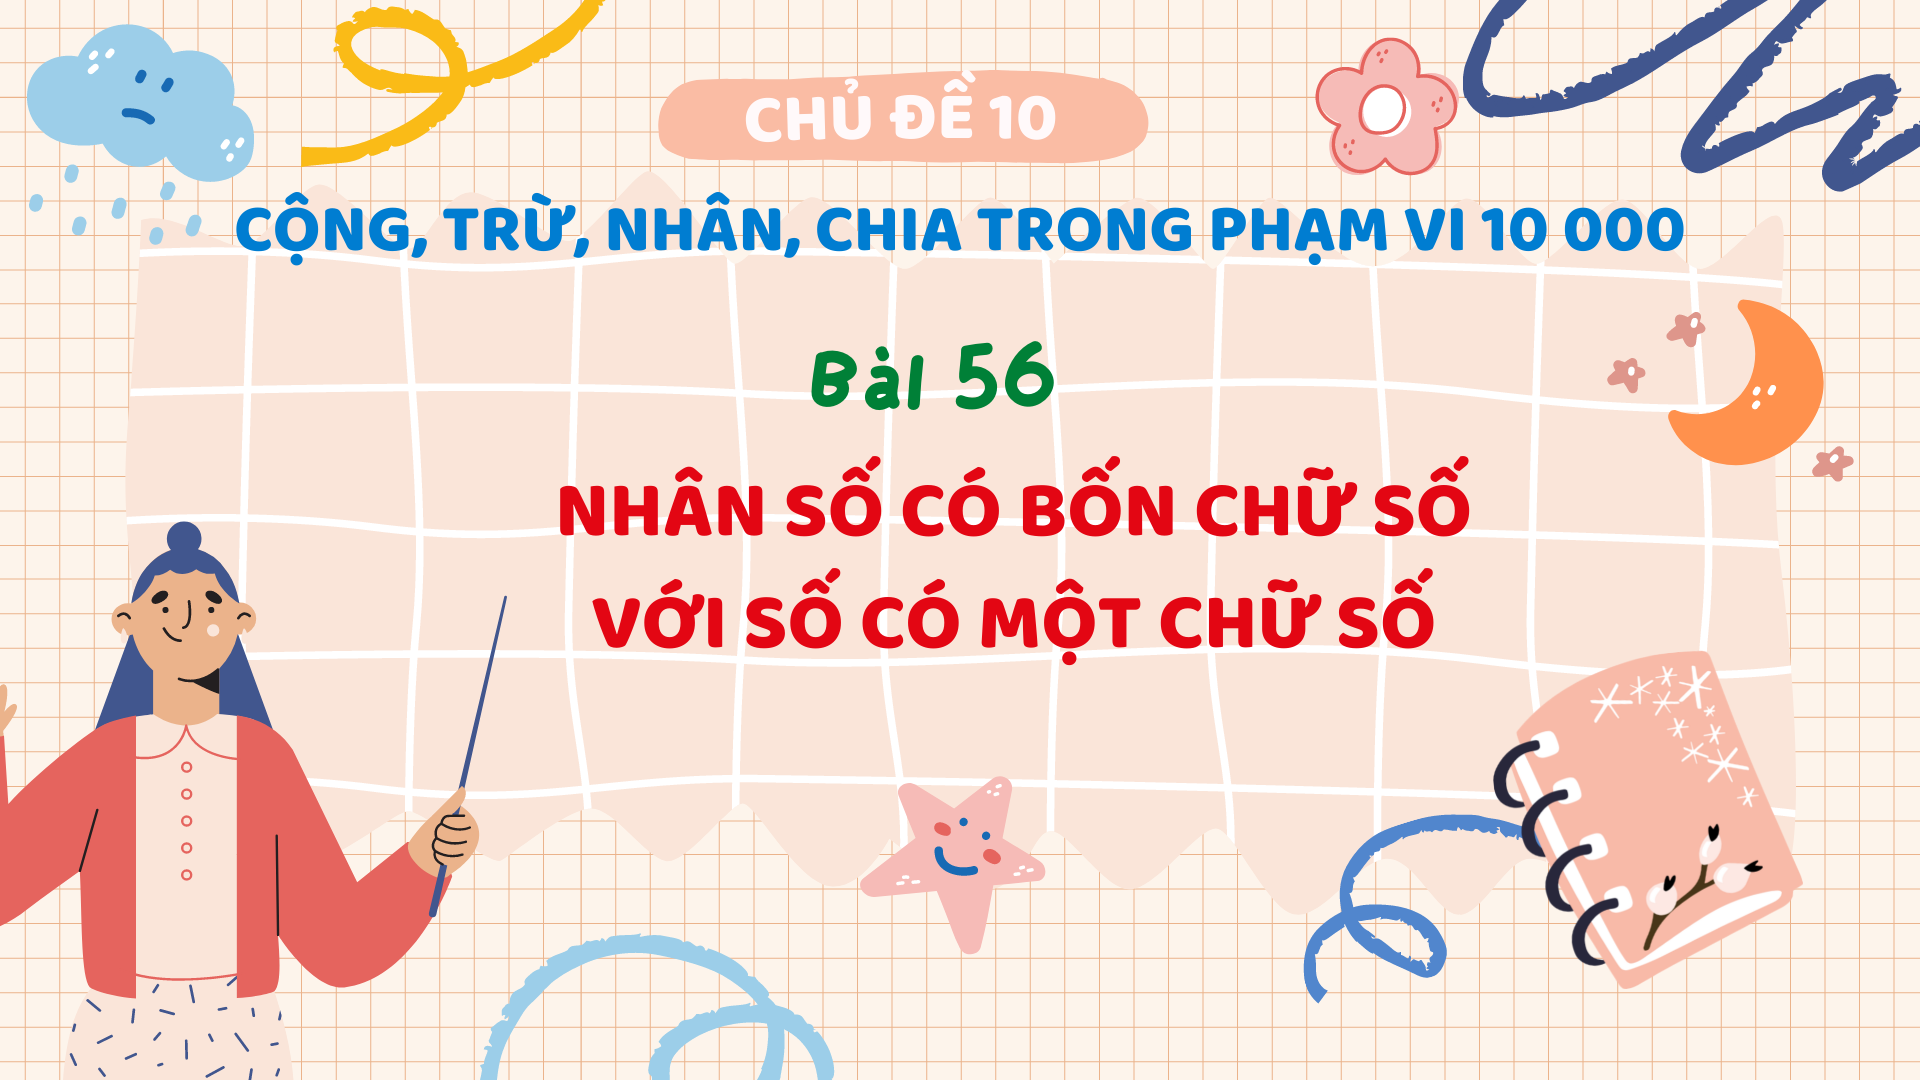 CHỦ ĐỀ 10
CỘNG, TRỪ, NHÂN, CHIA TRONG PHẠM VI 10 000
Bài 56
NHÂN SỐ CÓ BỐN CHỮ SỐ
VỚI SỐ CÓ MỘT CHỮ SỐ